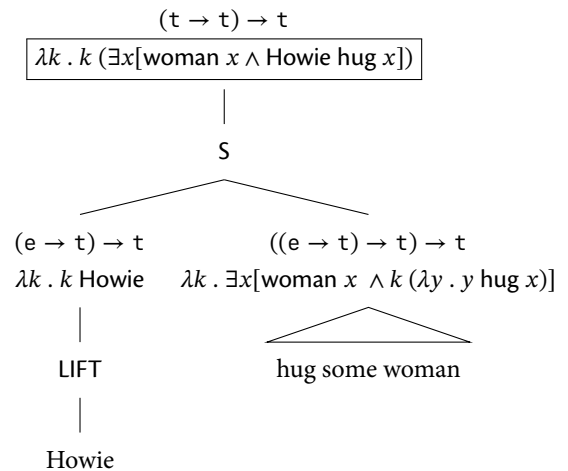 (t → t) → t
λk . k (∃x[woman x ∧ Howie hug x])
S
(e → t) → t ((e → t) → t) → t
λk . k Howie λk . ∃x[woman x ∧ k (λy . y hug x)]
LIFT hug some woman
Howie